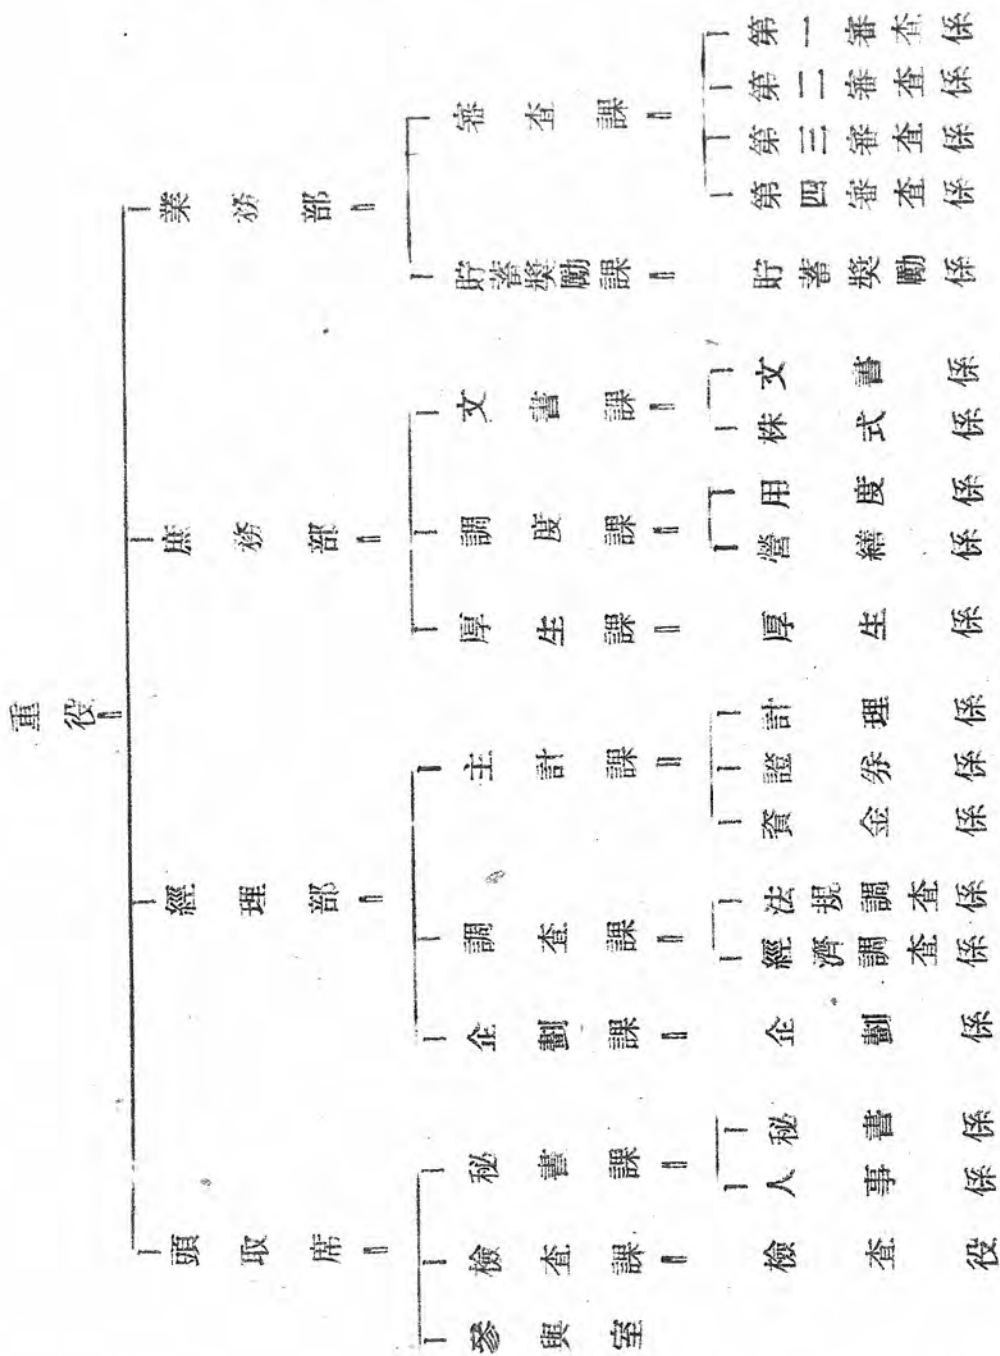 重役
業務部
審査課
第一審査係
第二審査係
第三審査係
第四審査係
貯蓄奬勵課
貯蓄奬勵係
庶務部
文書課
文書係
株式係
調度課
用度係
營繕係
厚生課
厚生係
經理部
主計課
計理係
證券係
資金係
調査課
法規調査係
經濟調査係
企劃課
企劃係
頭取席
秘書課
秘書係
人事係
檢査課
檢査役
參與室